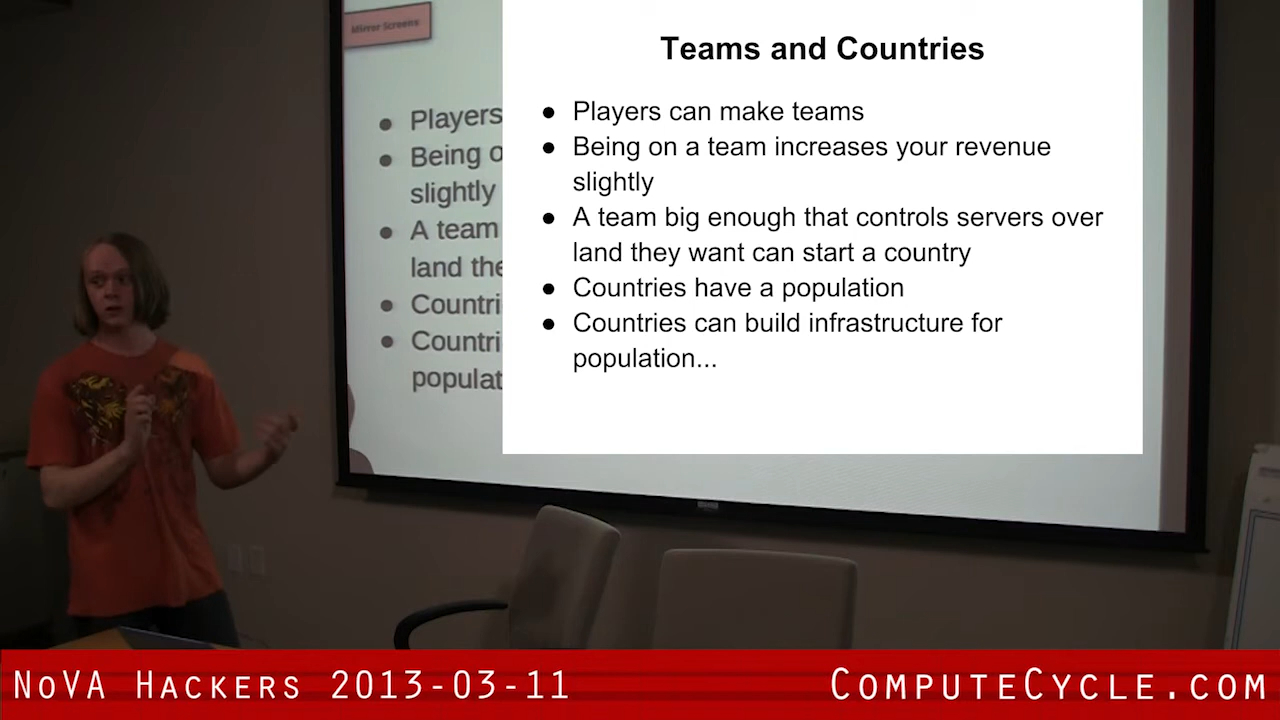 Mirror Screens
Teams and Countries
● Players can make teams
● Being on a team increases your revenue
slightly
● A team big enough that controls servers over
land they want can start a country
● Countries have a population
● Countries can build infrastructure for
population...
● Players
● Being o
slightly
● A team
land the
● Countri
● Countri
populat
NoVA Hackers 2013-03-11
ComputeCycle.com